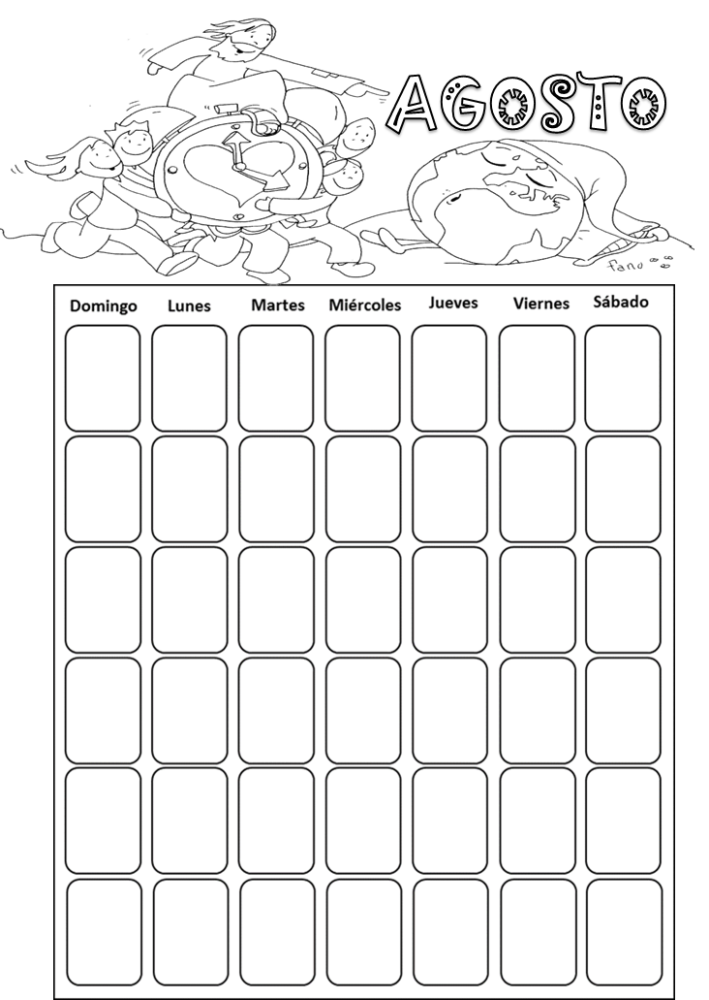 AGOSTO
fano
Domingo Lunes Martes Miércoles Jueves Viernes Sábado